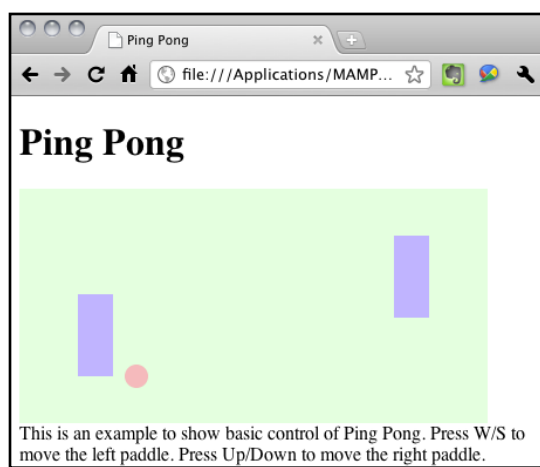 Ping Pong
file:///Applications/MAMP...
Ping Pong
This is an example to show basic control of Ping Pong. Press W/S to
move the left paddle. Press Up/Down to move the right paddle.